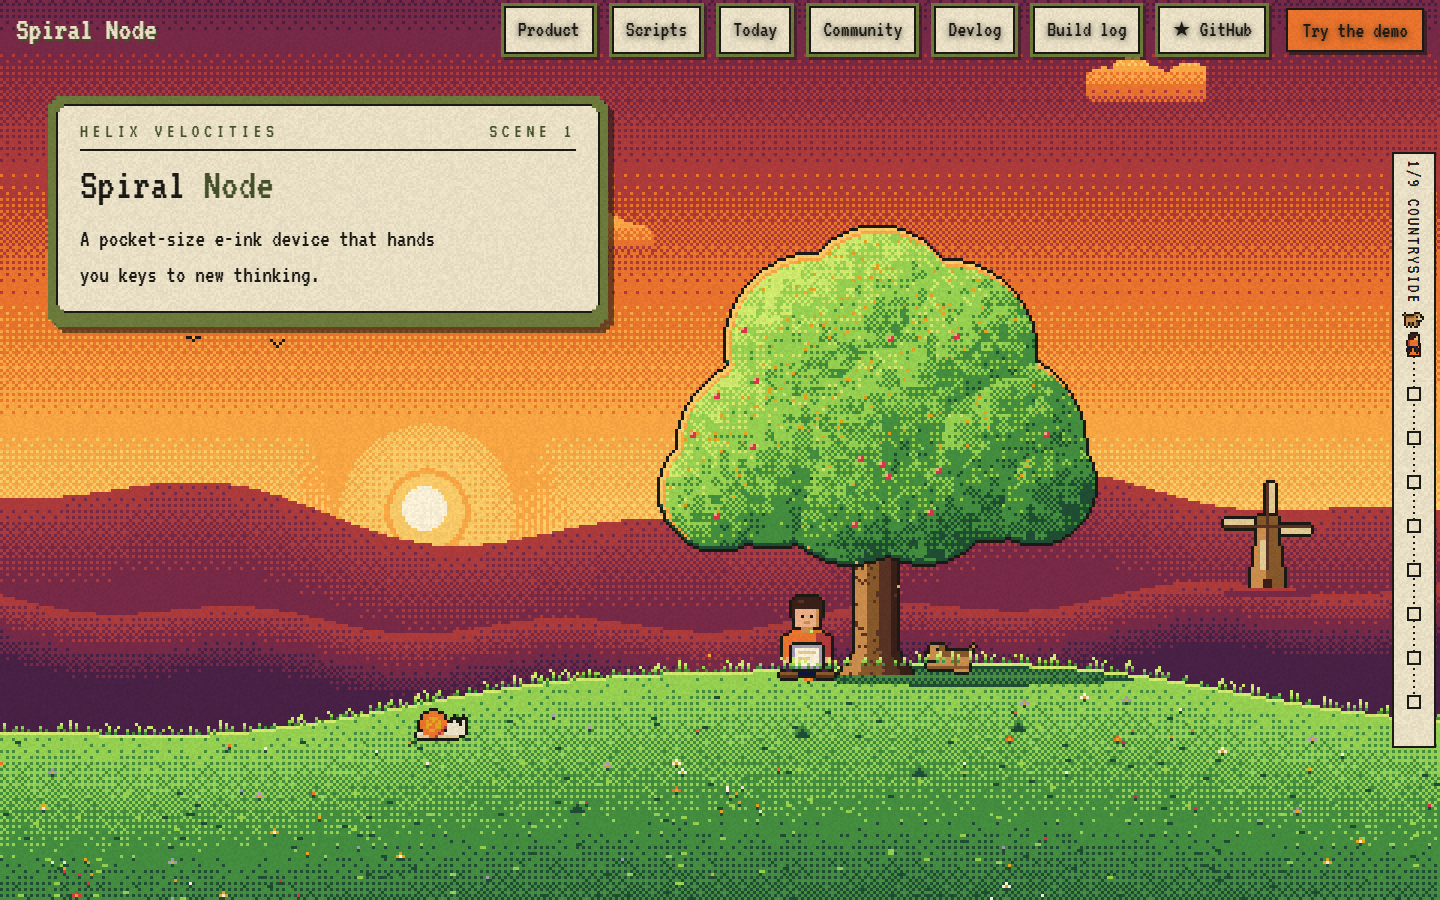 Spiral Node
Product
Scripts
Today
Community
Devlog
Build log
★ GitHub
Try the demo
HELIX VELOCITIES
SCENE 1
Spiral Node
A pocket-size e-ink device that hands
you keys to new thinking.
1/9 COUNTRYSIDE